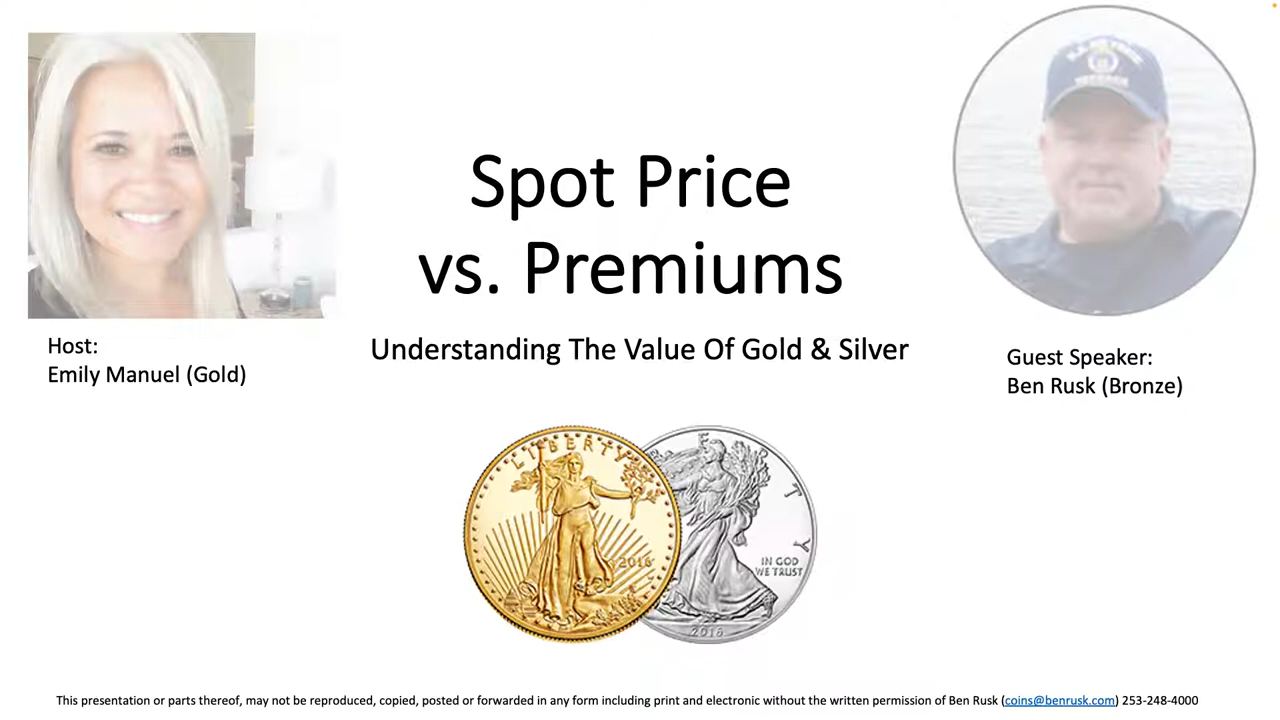 Spot Price
vs. Premiums
Understanding The Value Of Gold & Silver
Host:
Emily Manuel (Gold)
Guest Speaker:
Ben Rusk (Bronze)
LIBERTY
2016
E T Y
IN GOD
WE TRUST
This presentation or parts thereof, may not be reproduced, copied, posted or forwarded in any form including print and electronic without the written permission of Ben Rusk (coins@benrusk.com) 253-248-4000